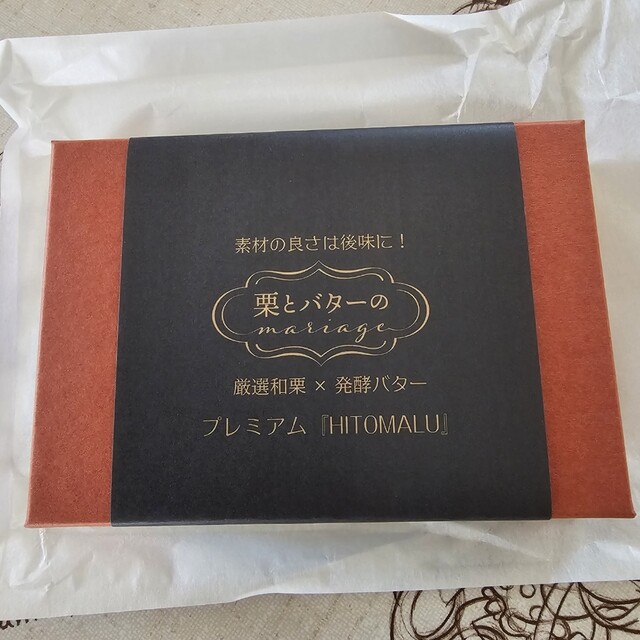 素材の良さは後味に！
栗とバターの
mariage
厳選和栗 × 発酵バター
プレミアム『HITOMALU』